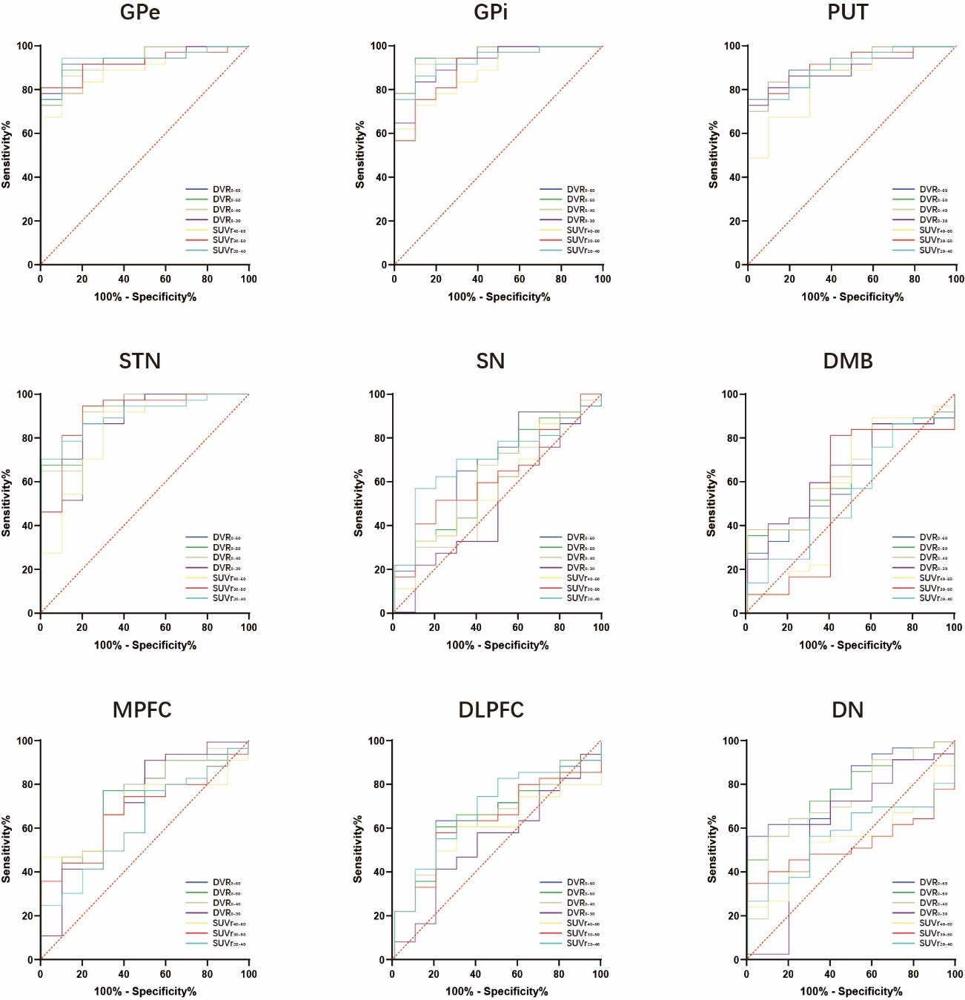 GPe
100
80
60
40
20
0
Sensitivity%
DVR0-60
DVR0-50
DVR0-40
DVR0-30
SUVr40-60
SUVr30-50
SUVr20-40
0 20 40 60 80 100
100% - Specificity%
GPi
100
80
60
40
20
0
Sensitivity%
DVR0-60
DVR0-50
DVR0-40
DVR0-30
SUVr40-60
SUVr30-50
SUVr20-40
0 20 40 60 80 100
100% - Specificity%
PUT
100
80
60
40
20
0
Sensitivity%
DVR0-60
DVR0-50
DVR0-40
DVR0-30
SUVr40-60
SUVr30-50
SUVr20-40
0 20 40 60 80 100
100% - Specificity%
STN
100
80
60
40
20
0
Sensitivity%
DVR0-60
DVR0-50
DVR0-40
DVR0-30
SUVr40-60
SUVr30-50
SUVr20-40
0 20 40 60 80 100
100% - Specificity%
SN
100
80
60
40
20
0
Sensitivity%
DVR0-60
DVR0-50
DVR0-40
DVR0-30
SUVr40-60
SUVr30-50
SUVr20-40
0 20 40 60 80 100
100% - Specificity%
DMB
100
80
60
40
20
0
Sensitivity%
DVR0-60
DVR0-50
DVR0-40
DVR0-30
SUVr40-60
SUVr30-50
SUVr20-40
0 20 40 60 80 100
100% - Specificity%
MPFC
100
80
60
40
20
0
Sensitivity%
DVR0-60
DVR0-50
DVR0-40
DVR0-30
SUVr40-60
SUVr30-50
SUVr20-40
0 20 40 60 80 100
100% - Specificity%
DLPFC
100
80
60
40
20
0
Sensitivity%
DVR0-60
DVR0-50
DVR0-40
DVR0-30
SUVr40-60
SUVr30-50
SUVr20-40
0 20 40 60 80 100
100% - Specificity%
DN
100
80
60
40
20
0
Sensitivity%
DVR0-60
DVR0-50
DVR0-40
DVR0-30
SUVr40-60
SUVr30-50
SUVr20-40
0 20 40 60 80 100
100% - Specificity%